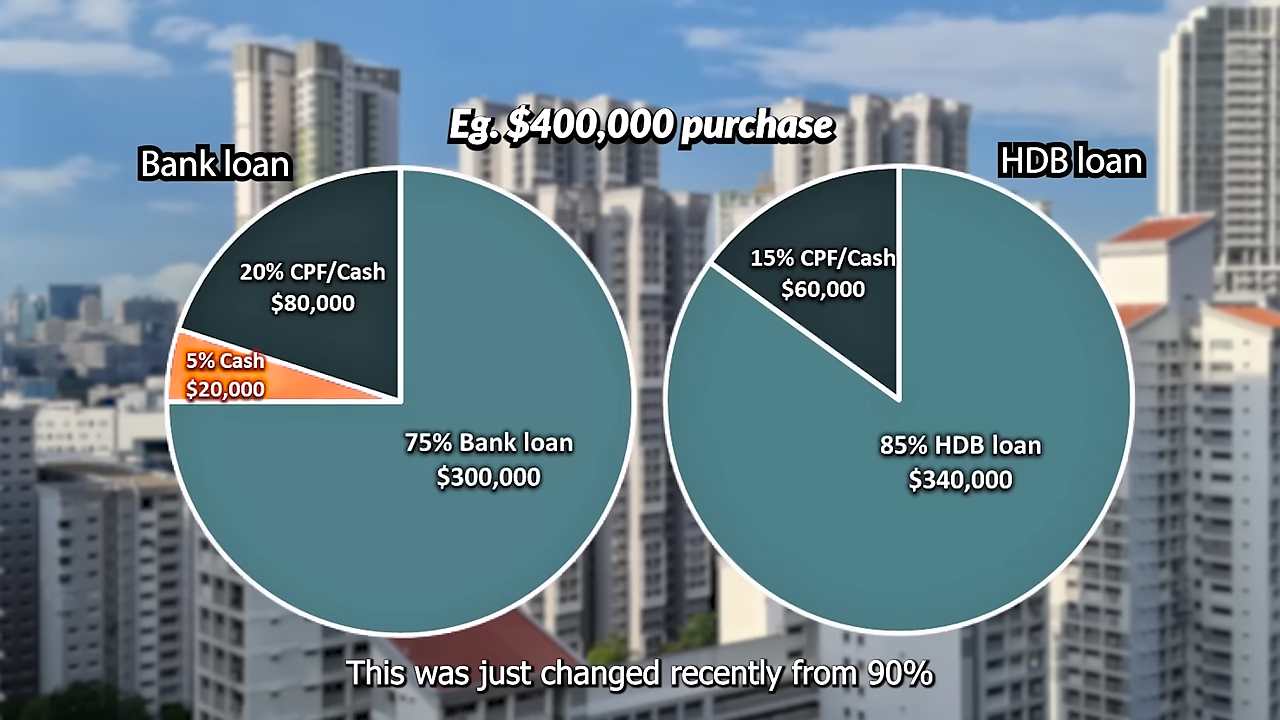 Eg. $400,000 purchase
Bank loan
20% CPF/Cash
$80,000
5% Cash
$20,000
75% Bank loan
$300,000
HDB loan
15% CPF/Cash
$60,000
85% HDB loan
$340,000
This was just changed recently from 90%